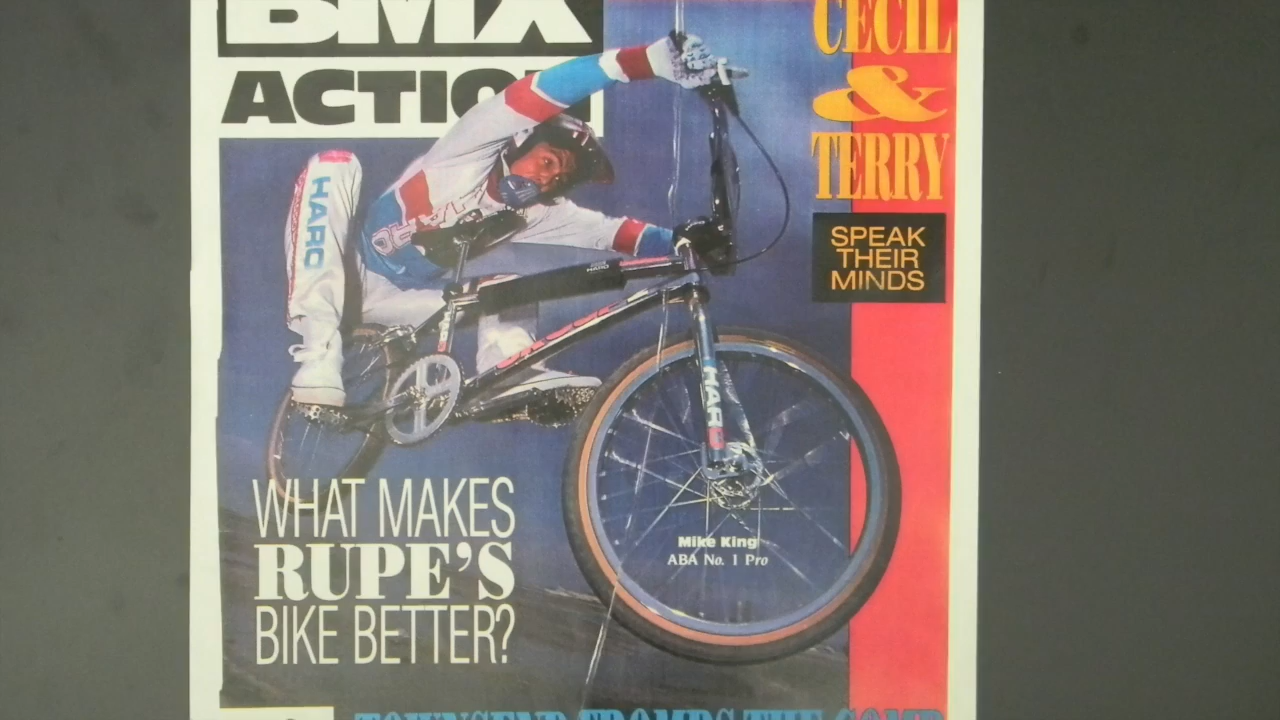 BMX
ACTION
CECIL
&
TERRY
SPEAK
THEIR
MINDS
HARO
HARO
HARO
WHAT MAKES
RUPE'S
BIKE BETTER?
Mike King
ABA No. 1 Pro